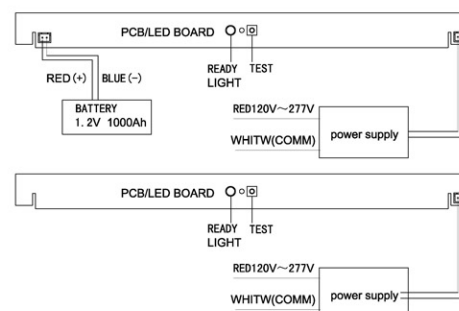 PCB/LED BOARD
RED(+) BLUE(-)
READY TEST
LIGHT
BATTERY
1.2V 1000Ah
RED120V～277V
WHITW(COMM)
power supply
PCB/LED BOARD
READY TEST
LIGHT
RED120V～277V
WHITW(COMM)
power supply